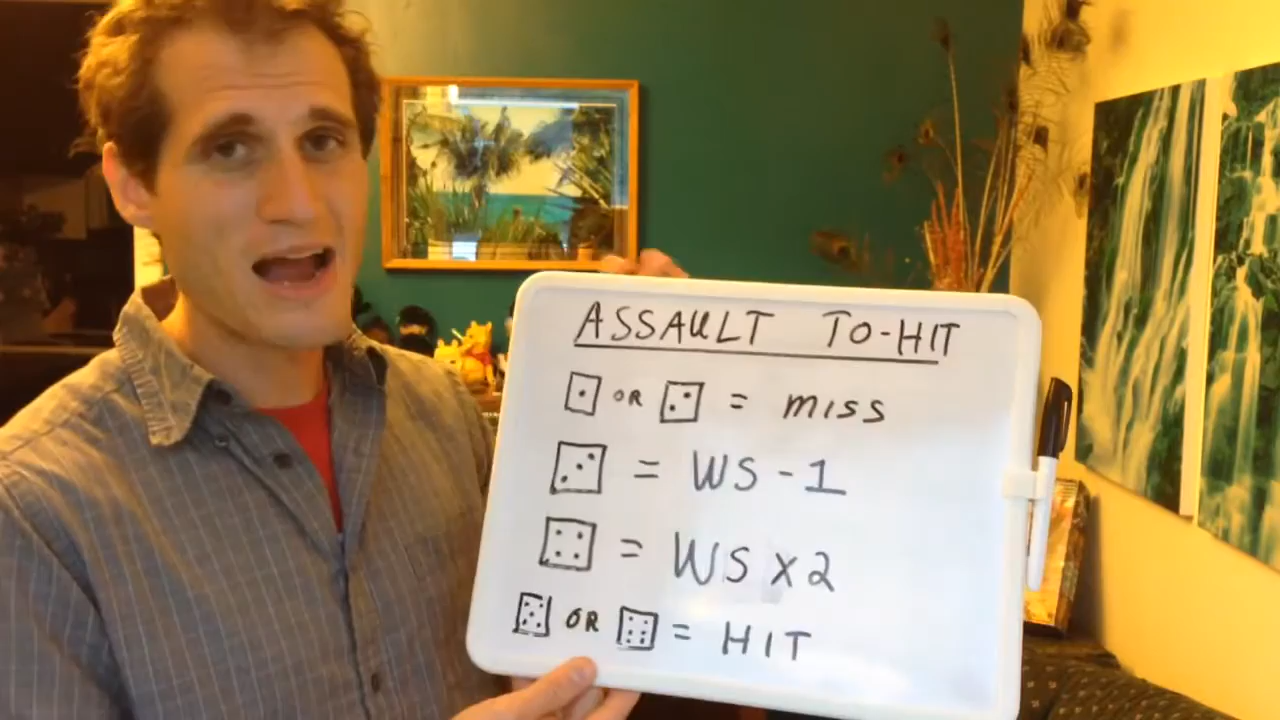 ASSAULT TO-HIT
⚀ OR ⚁ = MISS
⚂ = WS-1
⚃ = WS X2
⚄ OR ⚅ = HIT